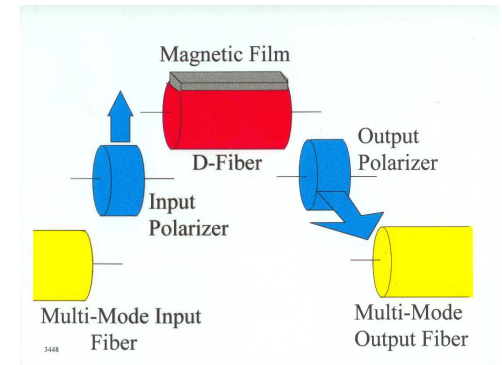 Magnetic Film
D-Fiber
Output
Polarizer
Input
Polarizer
Multi-Mode Input
Fiber
Multi-Mode
Output Fiber
3448